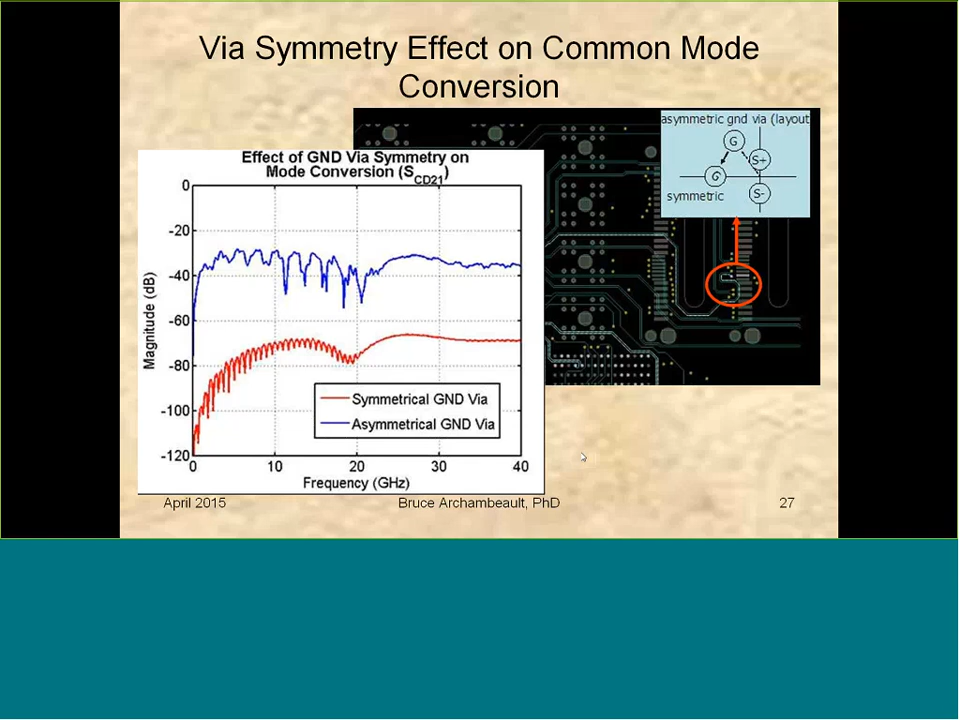 Via Symmetry Effect on Common Mode
Conversion
asymmetric gnd via (layout
G
S+
G
S-
symmetric
Effect of GND Via Symmetry on
Mode Conversion (SCD21)
Magnitude (dB)
0
-20
-40
-60
-80
-100
-120
0 10 20 30 40
Symmetrical GND Via
Asymmetrical GND Via
Frequency (GHz)
April 2015 Bruce Archambeault, PhD 27